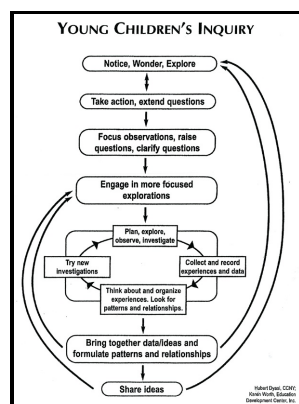 YOUNG CHILDREN'S INQUIRY
Notice, Wonder, Explore
Take action, extend questions
Focus observations, raise
questions, clarify questions
Engage in more focused
explorations
Plan, explore,
observe, investigate
Try new
investigations
Collect and record
experiences and data
Think about and organize
experiences. Look for
patterns and relationships.
Bring together data/ideas and
formulate patterns and relationships
Share ideas
Hubert Dyasi, CCNY;
Karen Worth, Education
Development Center, Inc.